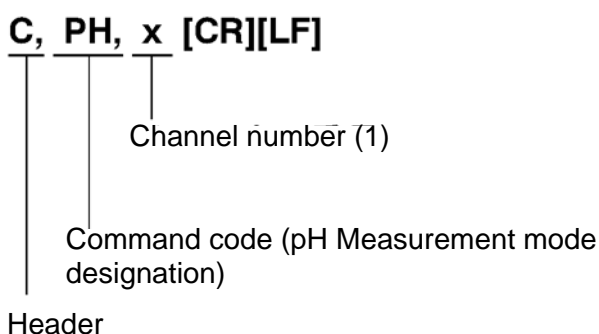 C, PH, x [CR][LF]
Channel number (1)
Command code (pH Measurement mode
designation)
Header